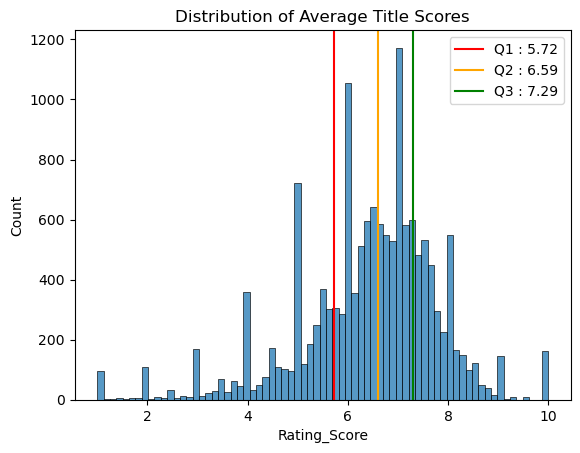 Distribution of Average Title Scores
Q1 : 5.72
Q2 : 6.59
Q3 : 7.29
1200
1000
800
600
400
200
0
Count
2 4 6 8 10
Rating_Score